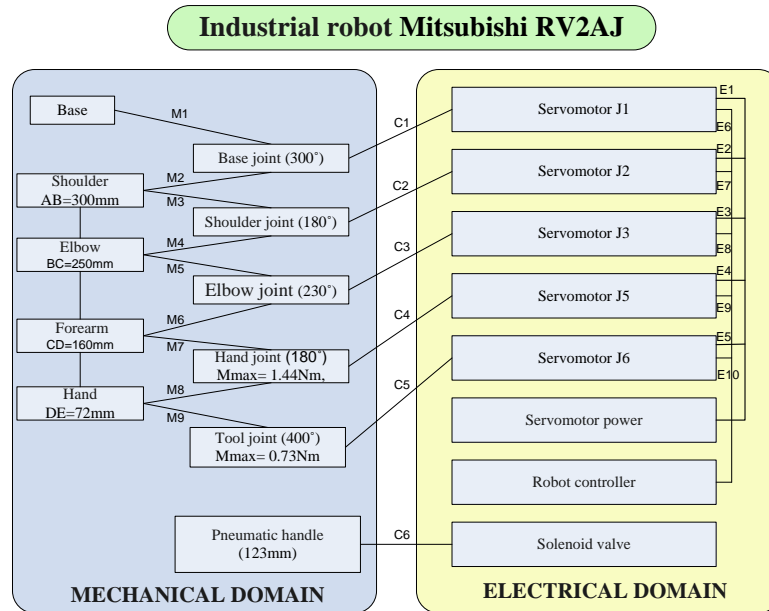 Industrial robot Mitsubishi RV2AJ
Base
M1
Base joint (300˚)
Shoulder
AB=300mm
M2
M3
Shoulder joint (180˚)
Elbow
BC=250mm
M4
M5
Elbow joint (230˚)
Forearm
CD=160mm
M6
M7
Hand joint (180˚)
Mmax= 1.44Nm,
Hand
DE=72mm
M8
M9
Tool joint (400˚)
Mmax= 0.73Nm
Pneumatic handle
(123mm)
MECHANICAL DOMAIN
C1
C2
C3
C4
C5
C6
Servomotor J1
Servomotor J2
Servomotor J3
Servomotor J5
Servomotor J6
Servomotor power
Robot controller
Solenoid valve
E1
E6
E2
E7
E3
E8
E4
E9
E5
E10
ELECTRICAL DOMAIN